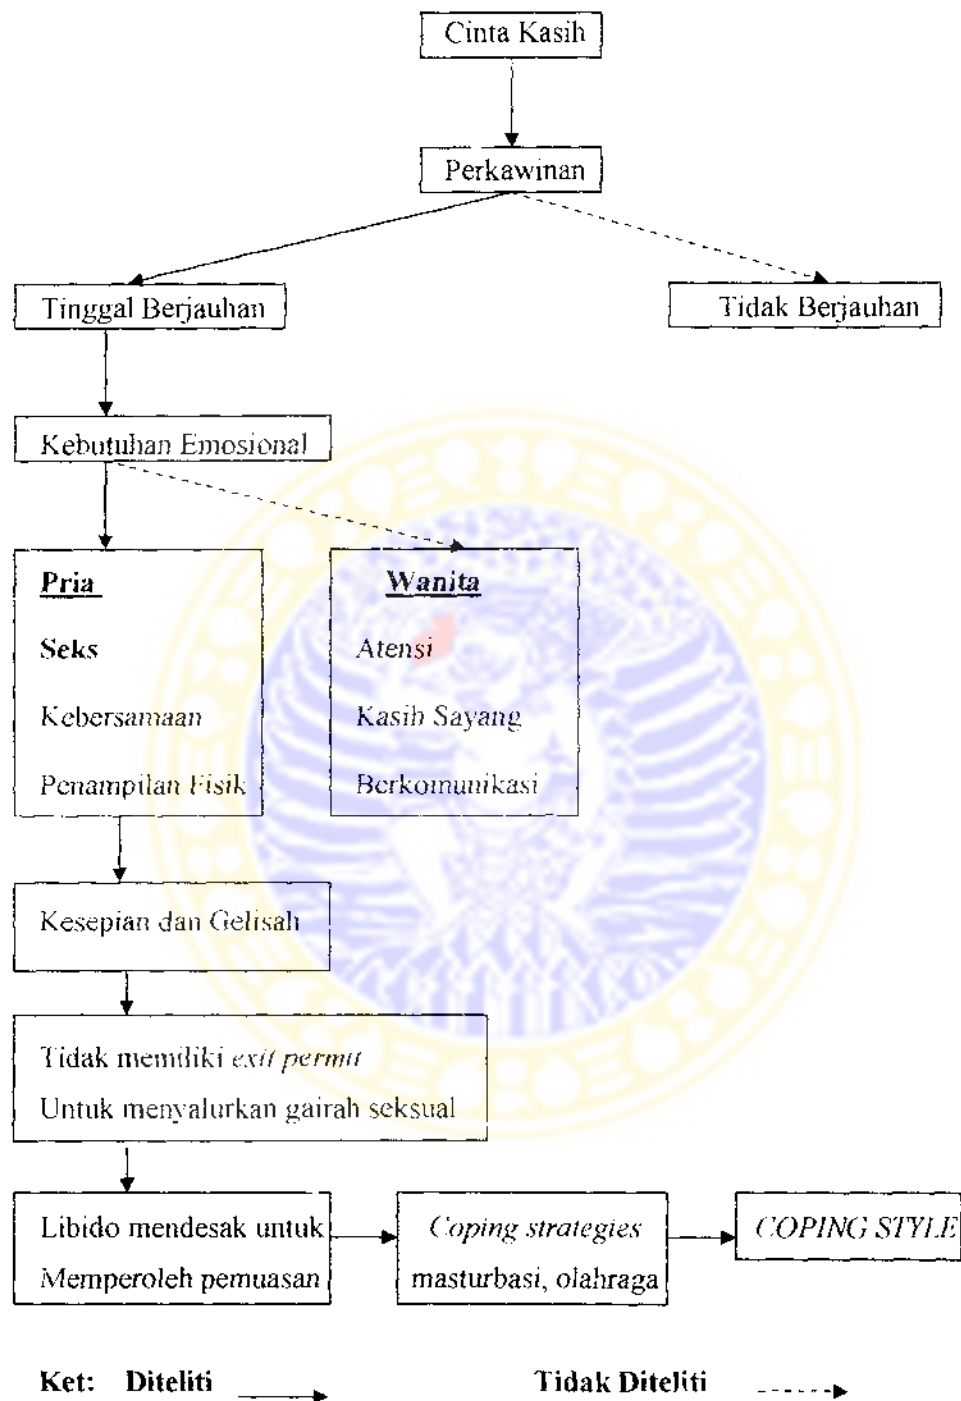 Cinta Kasih
Perkawinan
Tinggal Berjauhan
Tidak Berjauhan
Kebutuhan Emosional
Pria
Seks
Kebersamaan
Penampilan Fisik
Wanita
Atensi
Kasih Sayang
Berkomunikasi
Kesepian dan Gelisah
Tidak memiliki exit permit
Untuk menyalurkan gairah seksual
Libido mendesak untuk
Memperoleh pemuasan
Coping strategies
masturbasi, olahraga
COPING STYLE
Ket: Diteliti
Tidak Diteliti